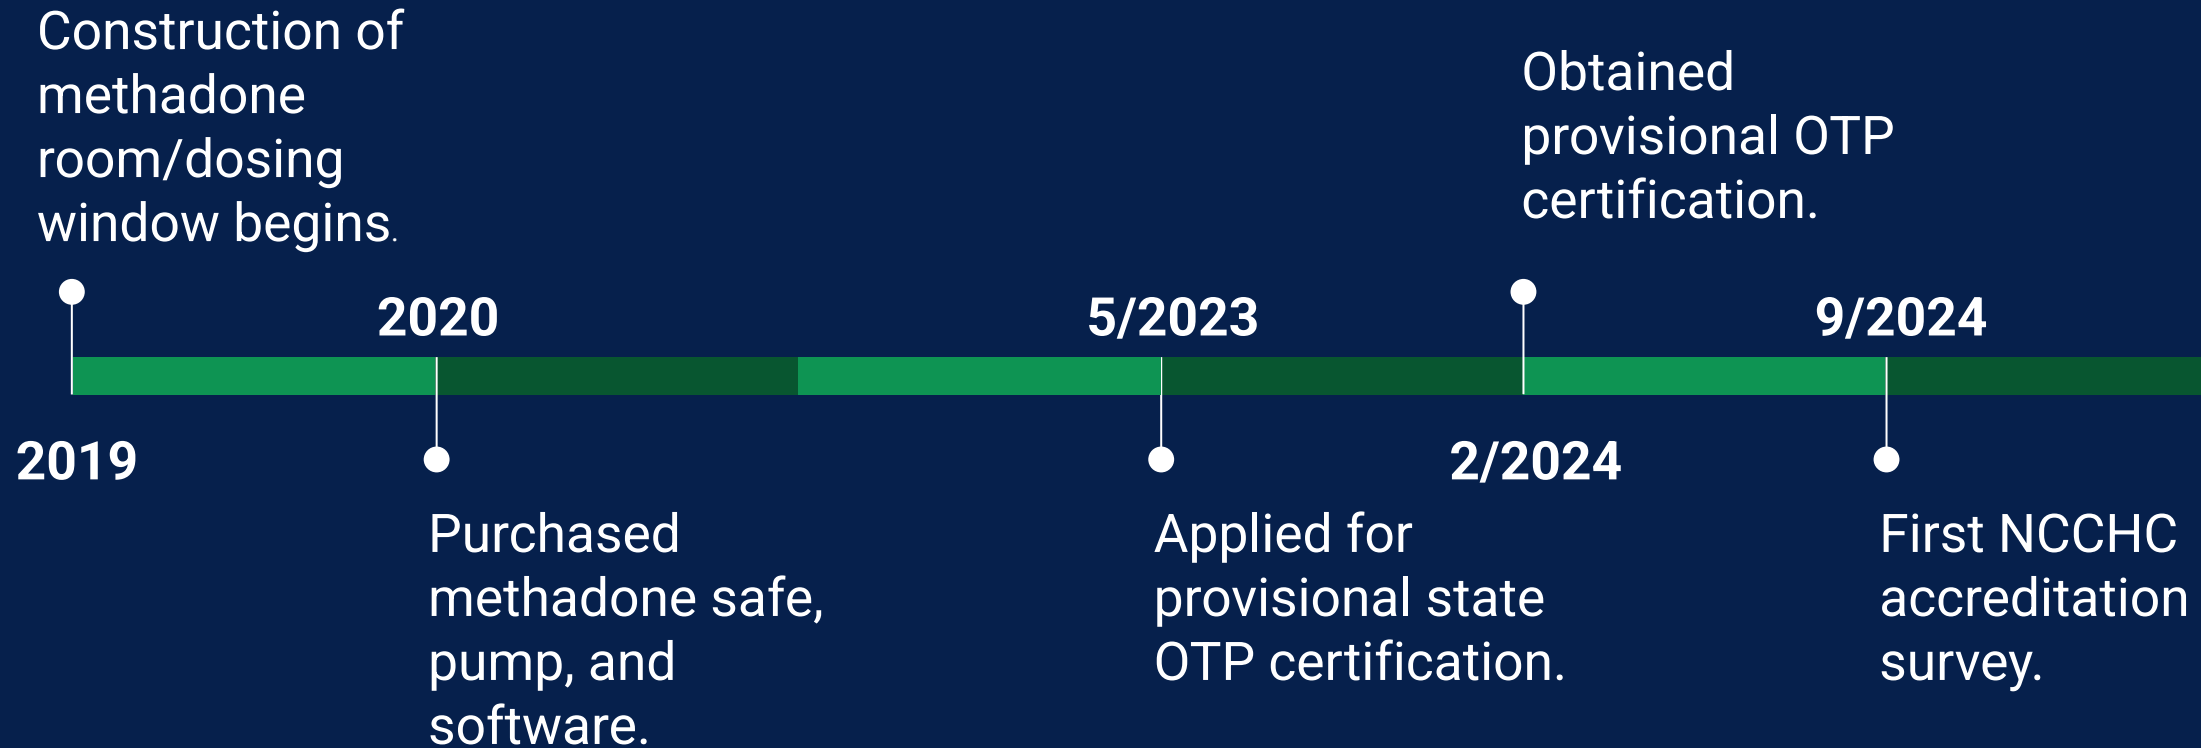 Construction of
methadone
room/dosing
window begins.
2019
2020
Purchased
methadone safe,
pump, and
software.
5/2023
Applied for
provisional state
OTP certification.
Obtained
provisional OTP
certification.
2/2024
9/2024
First NCCHC
accreditation
survey.